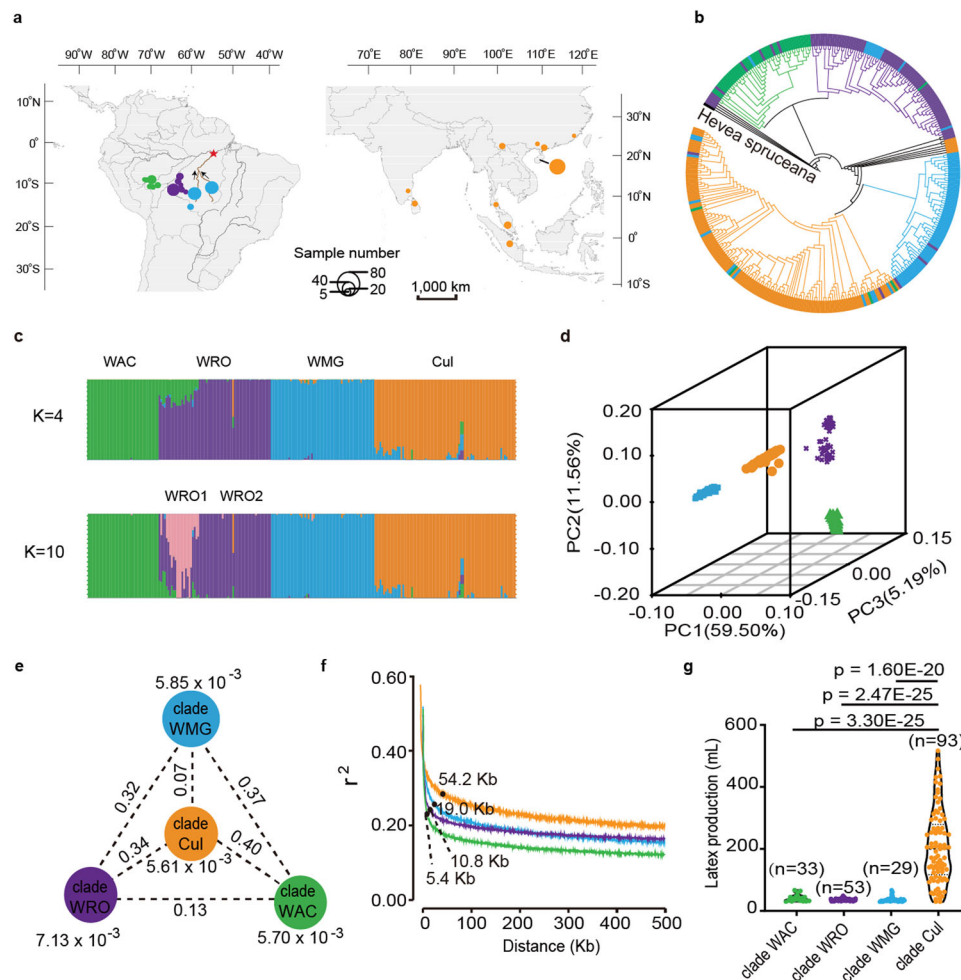 a
90°W 80°W 70°W 60°W 50°W 40°W
70°E 80°E 90°E 100°E 110°E 120°E
10°N
0°
10°S
20°S
30°S
30°N
20°N
10°N
0°
10°S
Sample number
80
40
20
5
1,000 km
b
Hevea spruceana
c
WAC WRO WMG Cul
K=4
WRO1 WRO2
K=10
d
0.20
0.10
0.00
-0.10
-0.20
PC2(11.56%)
-0.10 0.00 0.10
PC1(59.50%)
-0.15
0.00
0.15
PC3(5.19%)
e
5.85 x 10⁻³
clade
WMG
0.32
0.07
0.37
clade
Cul
0.34
0.40
5.61 x 10⁻³
clade
WRO
0.13
clade
WAC
7.13 x 10⁻³
5.70 x 10⁻³
f
0.60
0.40
0.20
0
r²
54.2 Kb
19.0 Kb
10.8 Kb
5.4 Kb
0 100 200 300 400 500
Distance (Kb)
g
p = 1.60E-20
p = 2.47E-25
p = 3.30E-25
600
400
200
0
Latex production (mL)
(n=93)
(n=33)
(n=53)
(n=29)
clade WAC
clade WRO
clade WMG
clade Cul